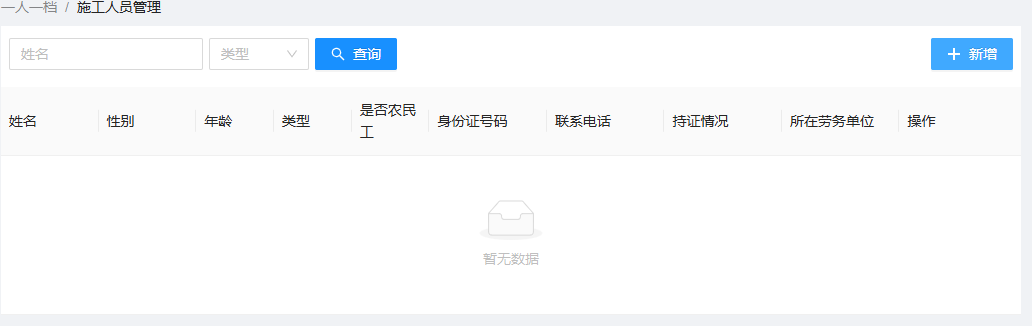 一人一档 / 施工人员管理
姓名 类型 查询 新增
姓名 性别 年龄 类型 是否农民工 身份证号码 联系电话 持证情况 所在劳务单位 操作
暂无数据